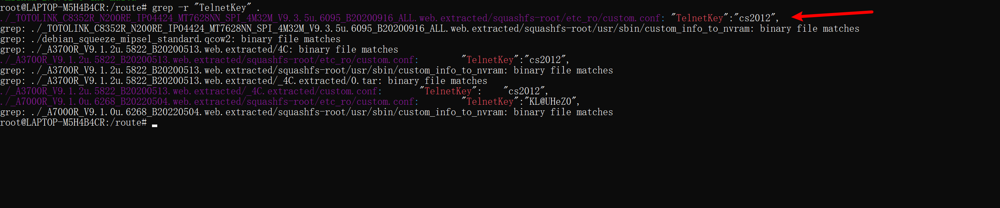 root@LAPTOP-M5H4B4CR:/route# grep -r "TelnetKey" .
./_TOTOLINK_C8352R_N200RE_IP04424_MT7628NN_SPI_4M32M_V9.3.5u.6095_B20200916_ALL.web.extracted/squashfs-root/etc_ro/custom.conf: "TelnetKey":"cs2012",
grep: ./_TOTOLINK_C8352R_N200RE_IP04424_MT7628NN_SPI_4M32M_V9.3.5u.6095_B20200916_ALL.web.extracted/squashfs-root/usr/sbin/custom_info_to_nvram: binary file matches
grep: ./debian_squeeze_mipsel_standard.qcow2: binary file matches
grep: ./_A3700R_V9.1.2u.5822_B20200513.web.extracted/4C: binary file matches
./_A3700R_V9.1.2u.5822_B20200513.web.extracted/squashfs-root/etc_ro/custom.conf:        "TelnetKey":"cs2012",
grep: ./_A3700R_V9.1.2u.5822_B20200513.web.extracted/squashfs-root/usr/sbin/custom_info_to_nvram: binary file matches
grep: ./_A3700R_V9.1.2u.5822_B20200513.web.extracted/_4C.extracted/0.tar: binary file matches
./_A3700R_V9.1.2u.5822_B20200513.web.extracted/_4C.extracted/custom.conf:       "TelnetKey":    "cs2012",
./_A7000R_V9.1.0u.6268_B20220504.web.extracted/squashfs-root/etc_ro/custom.conf:        "TelnetKey":"KL@UHeZ0",
grep: ./_A7000R_V9.1.0u.6268_B20220504.web.extracted/squashfs-root/usr/sbin/custom_info_to_nvram: binary file matches
root@LAPTOP-M5H4B4CR:/route#